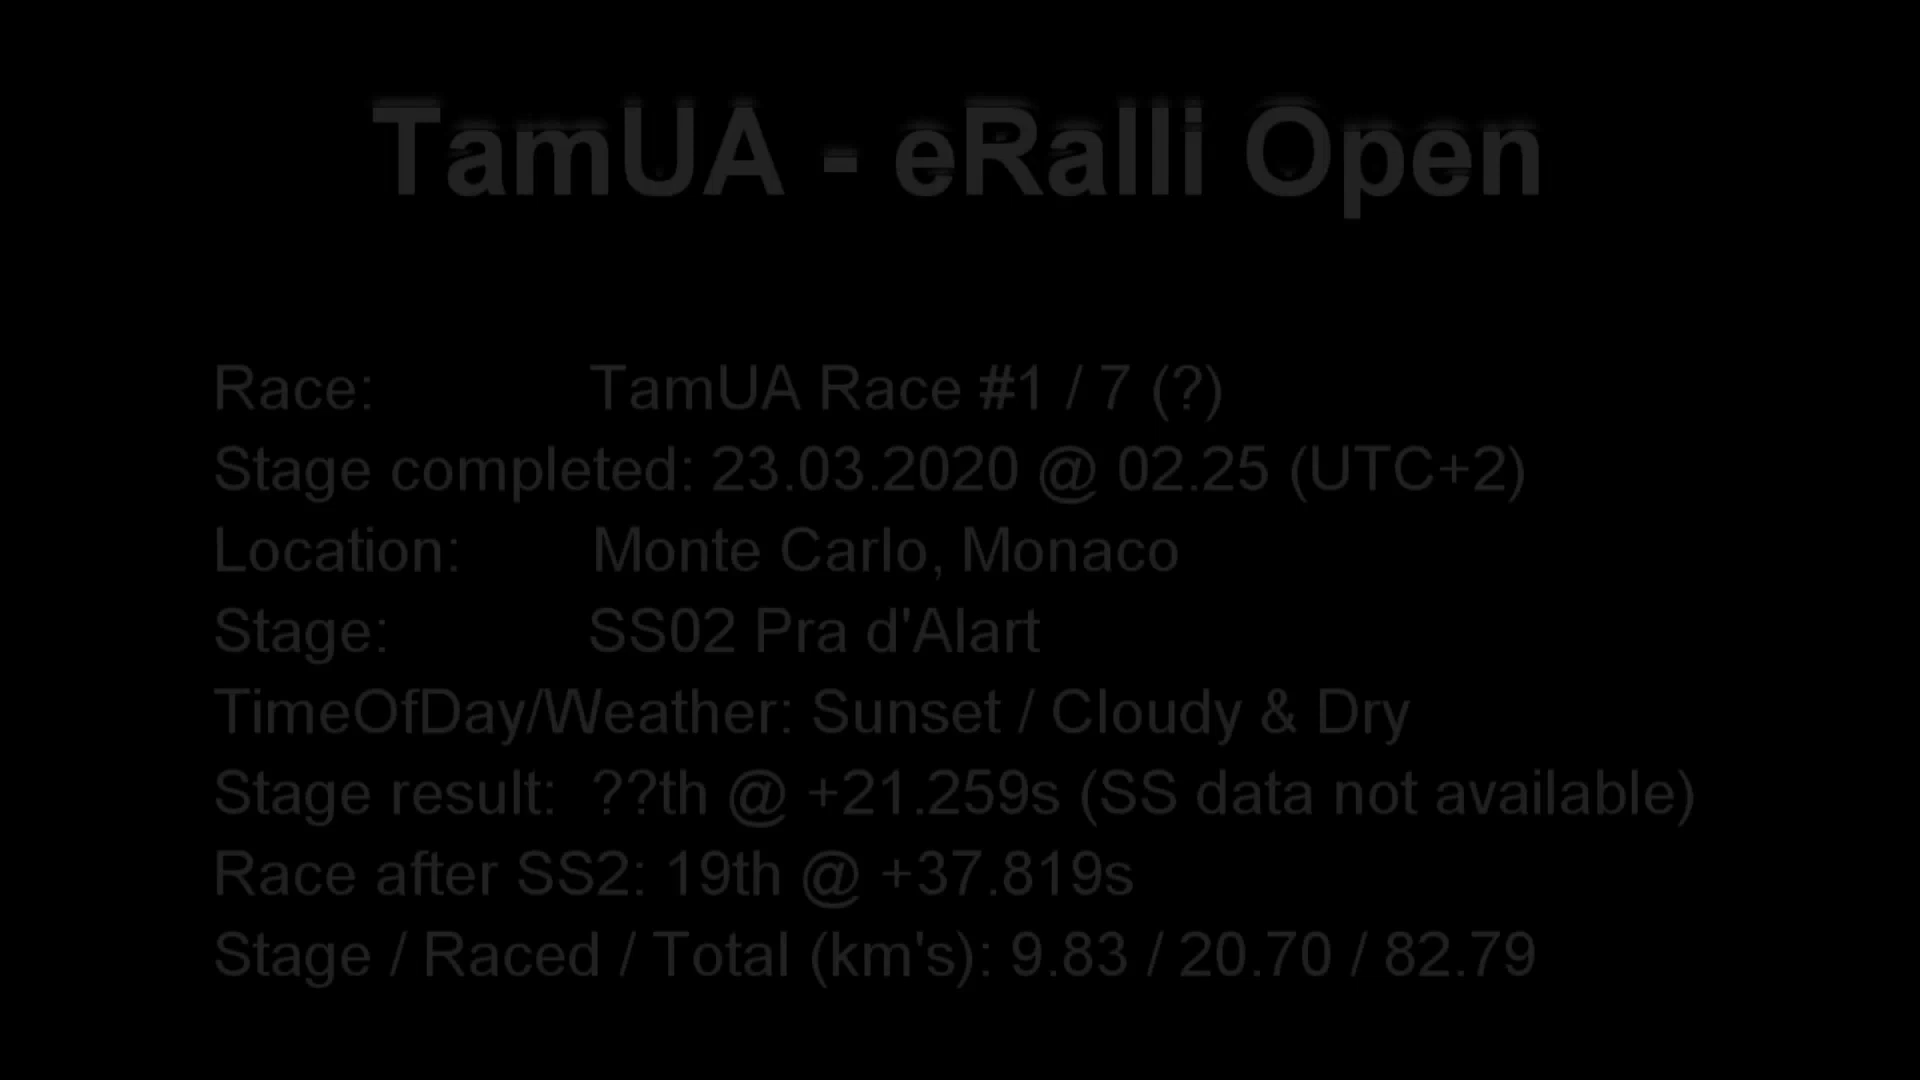 TamUA - eRalli Open
Race: TamUA Race #1 / 7 (?)
Stage completed: 23.03.2020 @ 02.25 (UTC+2)
Location: Monte Carlo, Monaco
Stage: SS02 Pra d'Alart
TimeOfDay/Weather: Sunset / Cloudy & Dry
Stage result: ??th @ +21.259s (SS data not available)
Race after SS2: 19th @ +37.819s
Stage / Raced / Total (km's): 9.83 / 20.70 / 82.79